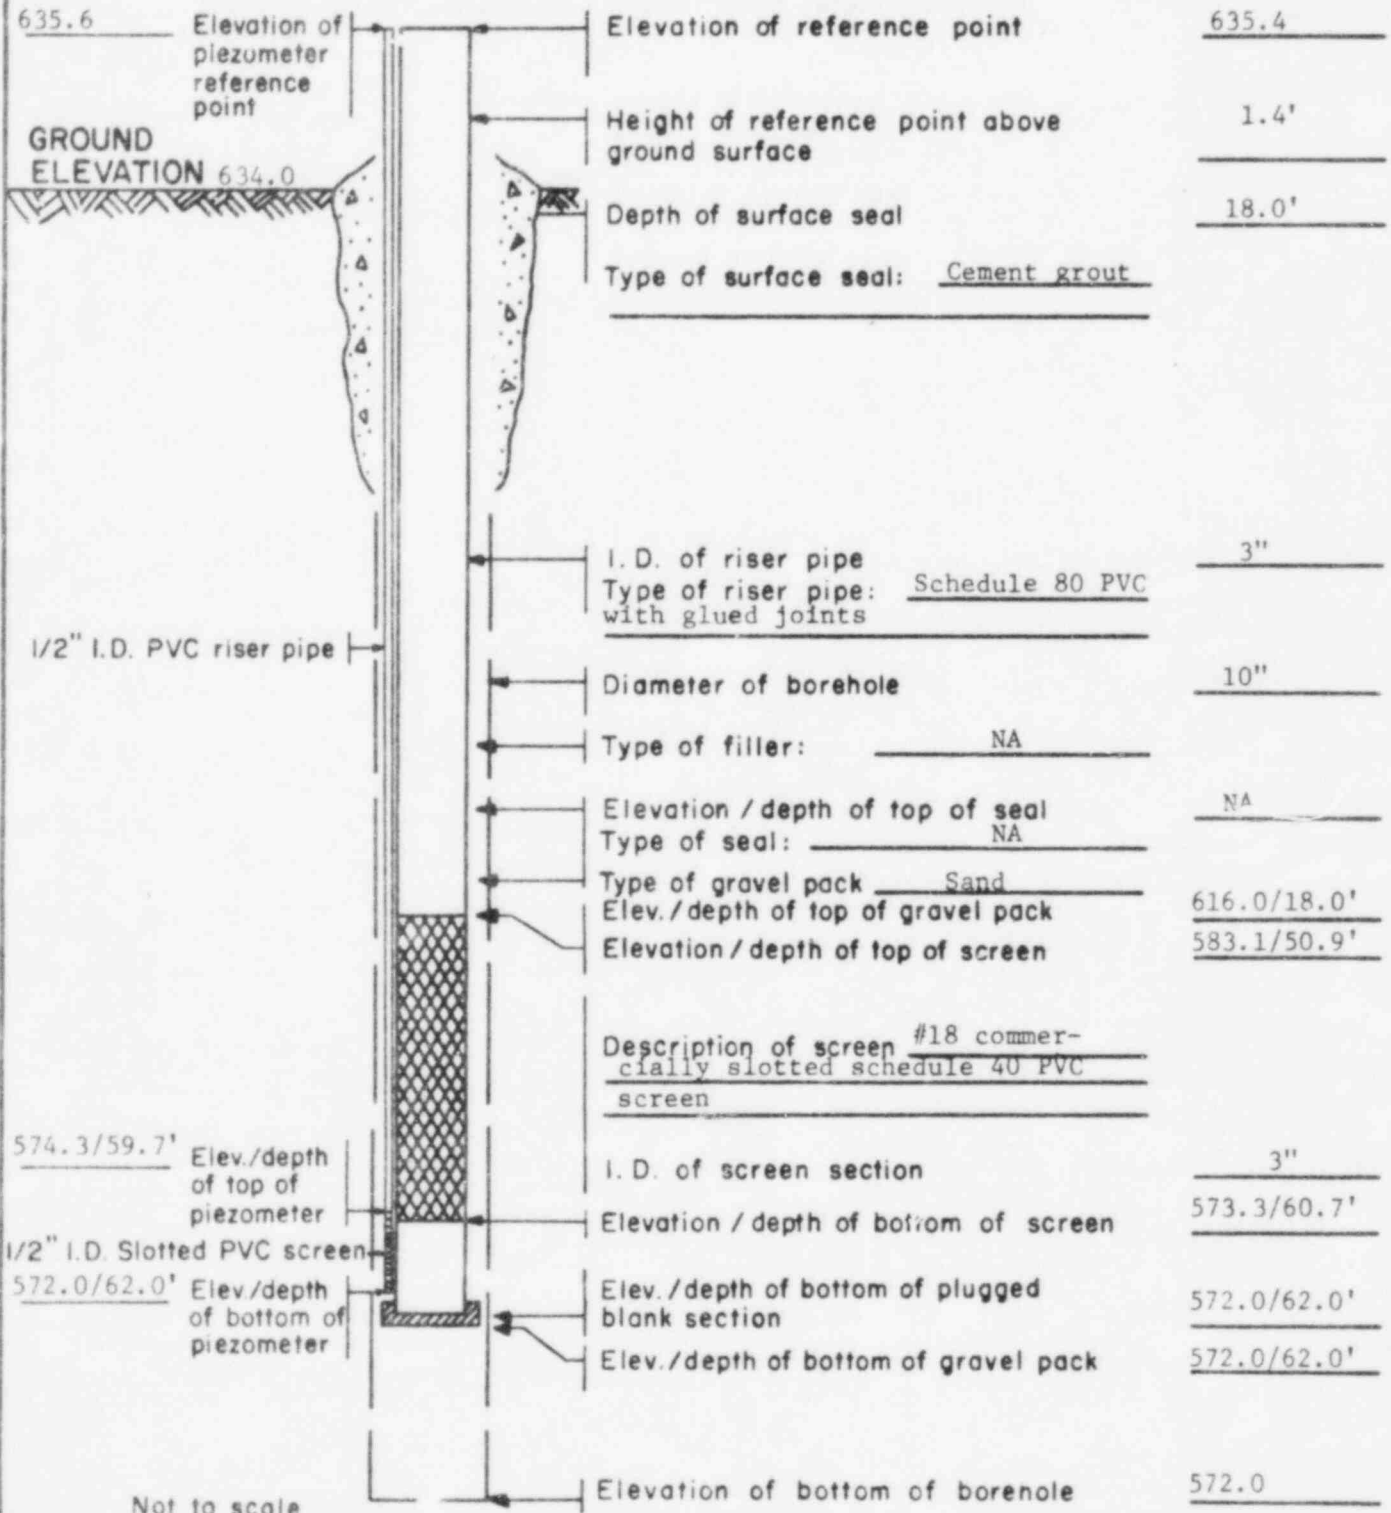 635.6 Elevation of piezometer reference point
Elevation of reference point 635.4
Height of reference point above ground surface 1.4'
GROUND ELEVATION 634.0
Depth of surface seal 18.0'
Type of surface seal: Cement grout
I.D. of riser pipe 3"
Type of riser pipe: Schedule 80 PVC
with glued joints
1/2" I.D. PVC riser pipe
Diameter of borehole 10"
Type of filler: NA
Elevation / depth of top of seal NA
Type of seal: NA
Type of gravel pack Sand
Elev./depth of top of gravel pack 616.0/18.0'
Elevation / depth of top of screen 583.1/50.9'
Description of screen #18 commer-
cially slotted schedule 40 PVC
screen
574.3/59.7' Elev./depth of top of piezometer
I.D. of screen section 3"
Elevation / depth of bottom of screen 573.3/60.7'
1/2" I.D. Slotted PVC screen
572.0/62.0' Elev./depth of bottom of piezometer
Elev./depth of bottom of plugged blank section 572.0/62.0'
Elev./depth of bottom of gravel pack 572.0/62.0'
Elevation of bottom of borehole 572.0
Not to scale